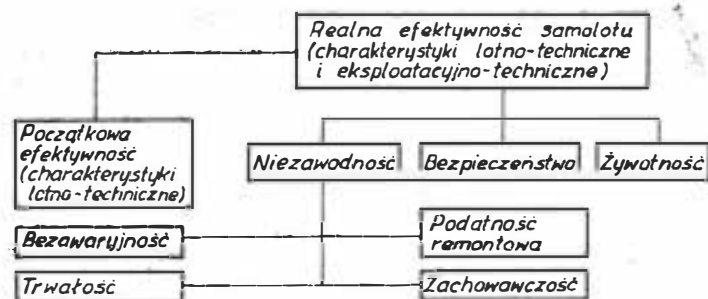 Realna efektywność samolotu
(charakterystyki lotno-techniczne
i eksploatacyjno-techniczne)
Początkowa
efektywność
(charakterystyki
lotno-techniczne)
Niezawodność
Bezpieczeństwo
Żywotność
Bezawaryjność
Podatność
remontowa
Trwałość
Zachowawczość